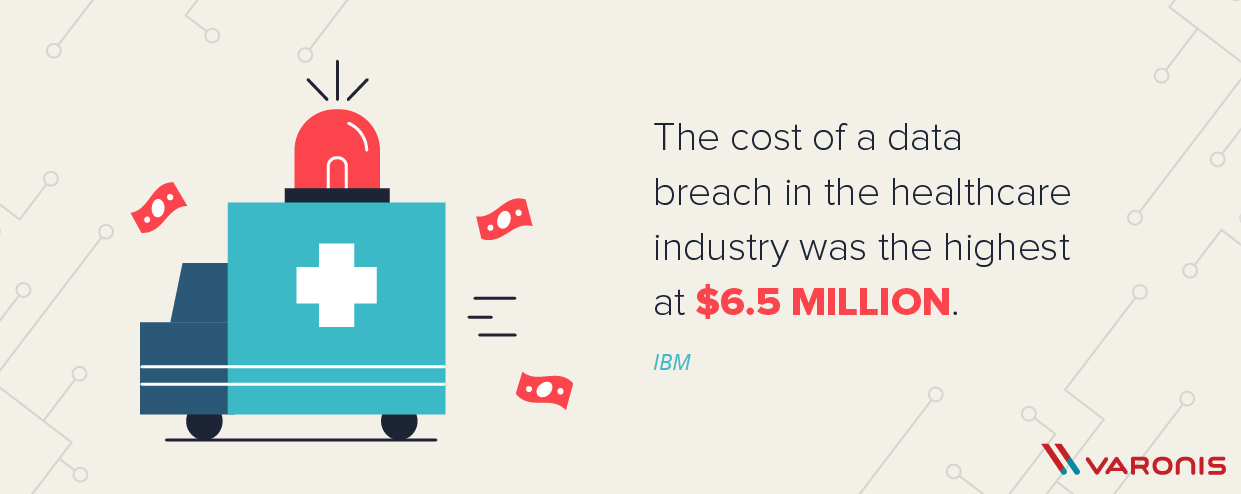 The cost of a data
breach in the healthcare
industry was the highest
at $6.5 MILLION.
IBM
VARONIS